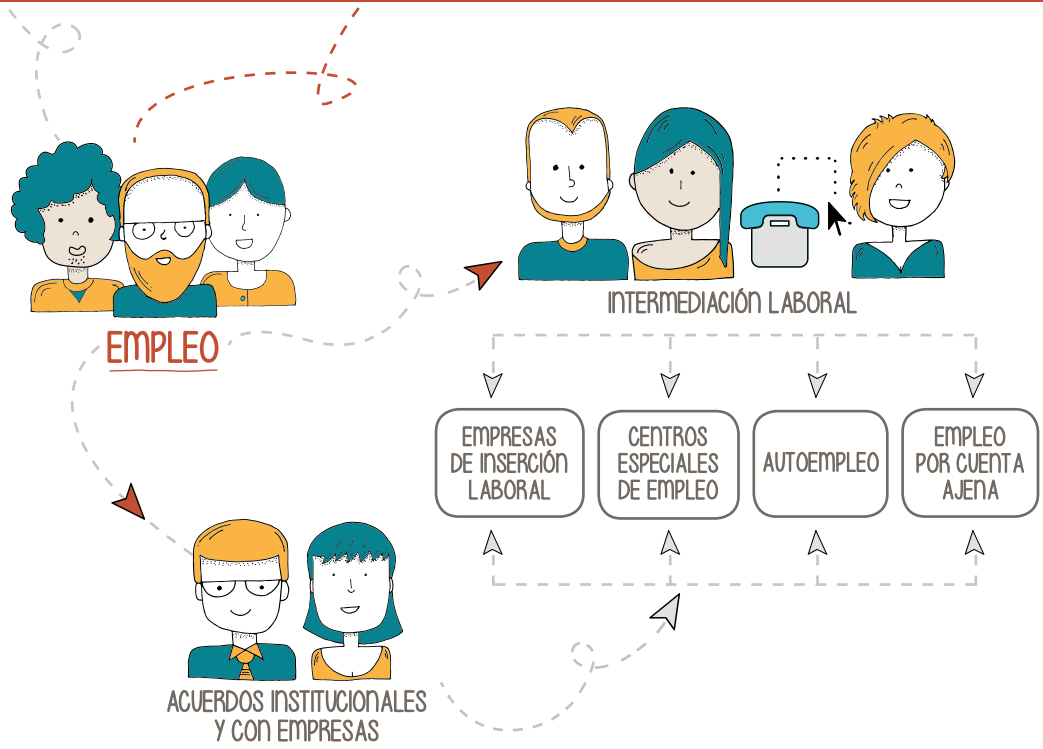 INTERMEDIACIÓN LABORAL
EMPLEO
EMPRESAS
DE INSERCIÓN
LABORAL
CENTROS
ESPECIALES
DE EMPLEO
AUTOEMPLEO
EMPLEO
POR CUENTA
AJENA
ACUERDOS INSTITUCIONALES
Y CON EMPRESAS